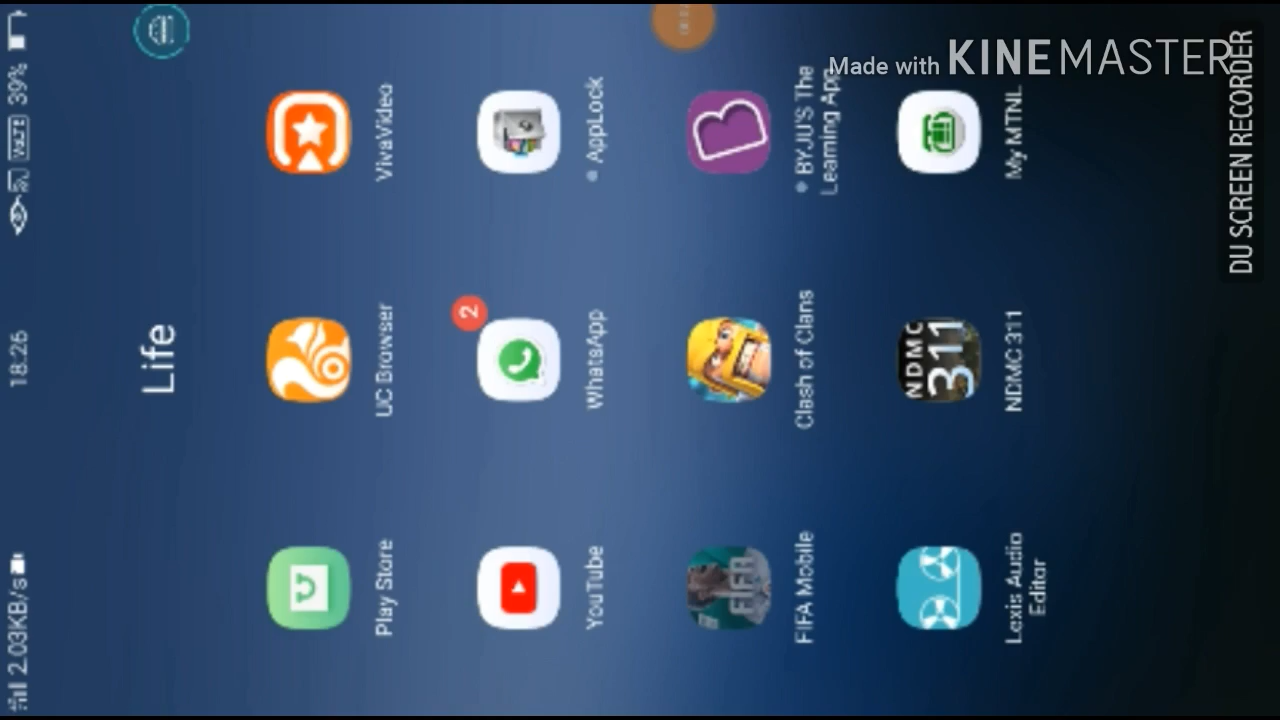 Made with KINEMASTER
DU SCREEN RECORDER
2.03KB/s
18:26
VoLTE 39%
Life
Play Store
UC Browser
VivaVideo
YouTube
2
WhatsApp
AppLock
FIFA
FIFA Mobile
Clash of Clans
BYJU'S The
Learning App
Lexis Audio
Editor
NDMC
311
NDMC 311
My MTNL